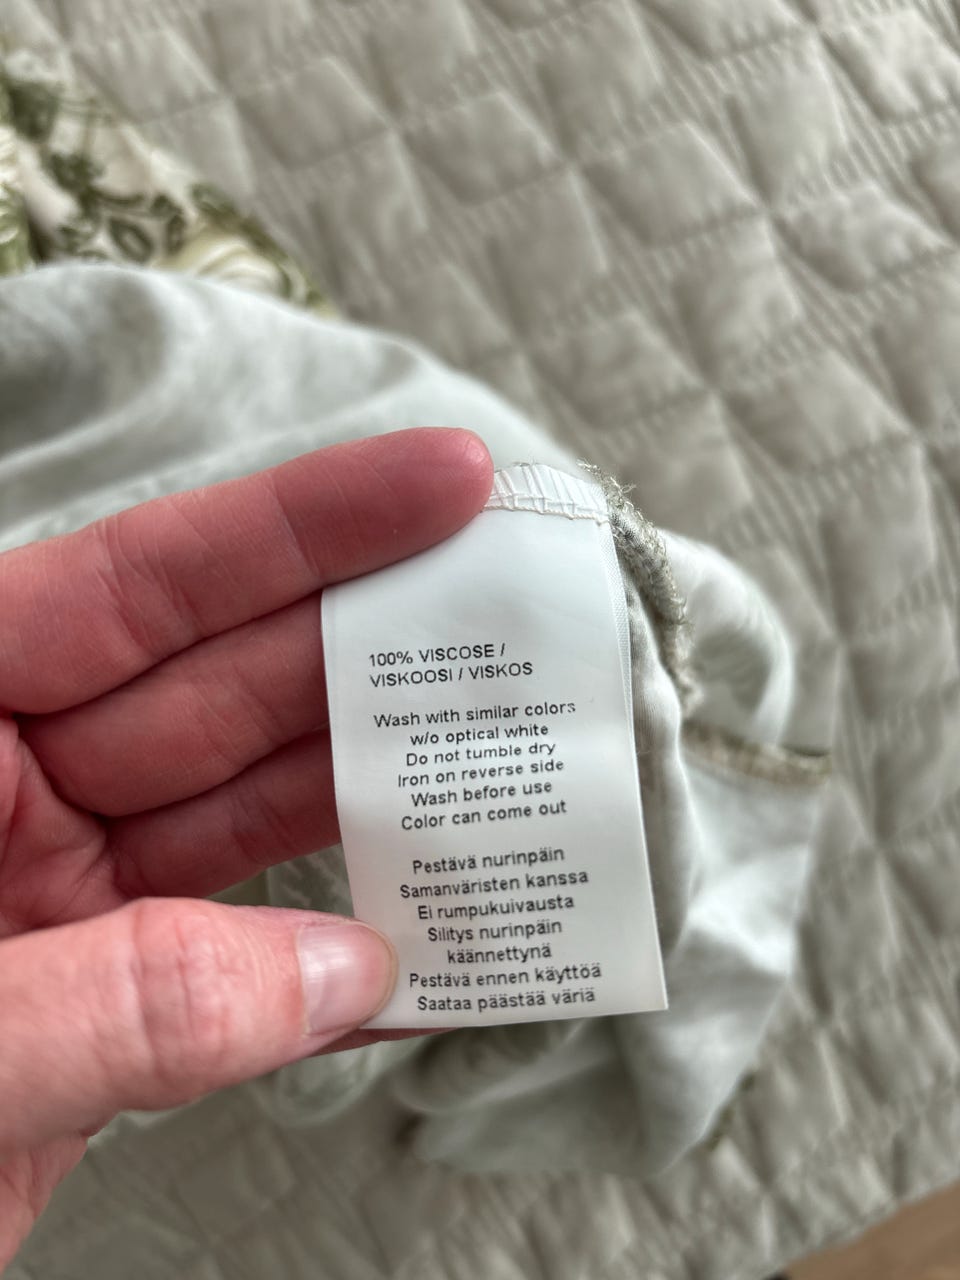 100% VISCOSE /
VISKOOSI / VISKOS
Wash with similar colors
w/o optical white
Do not tumble dry
Iron on reverse side
Wash before use
Color can come out
Pestävä nurinpäin
Samanväristen kanssa
Ei rumpukuivausta
Silitys nurinpäin
käännettynä
Pestävä ennen käyttöä
Saataa päästää väriä